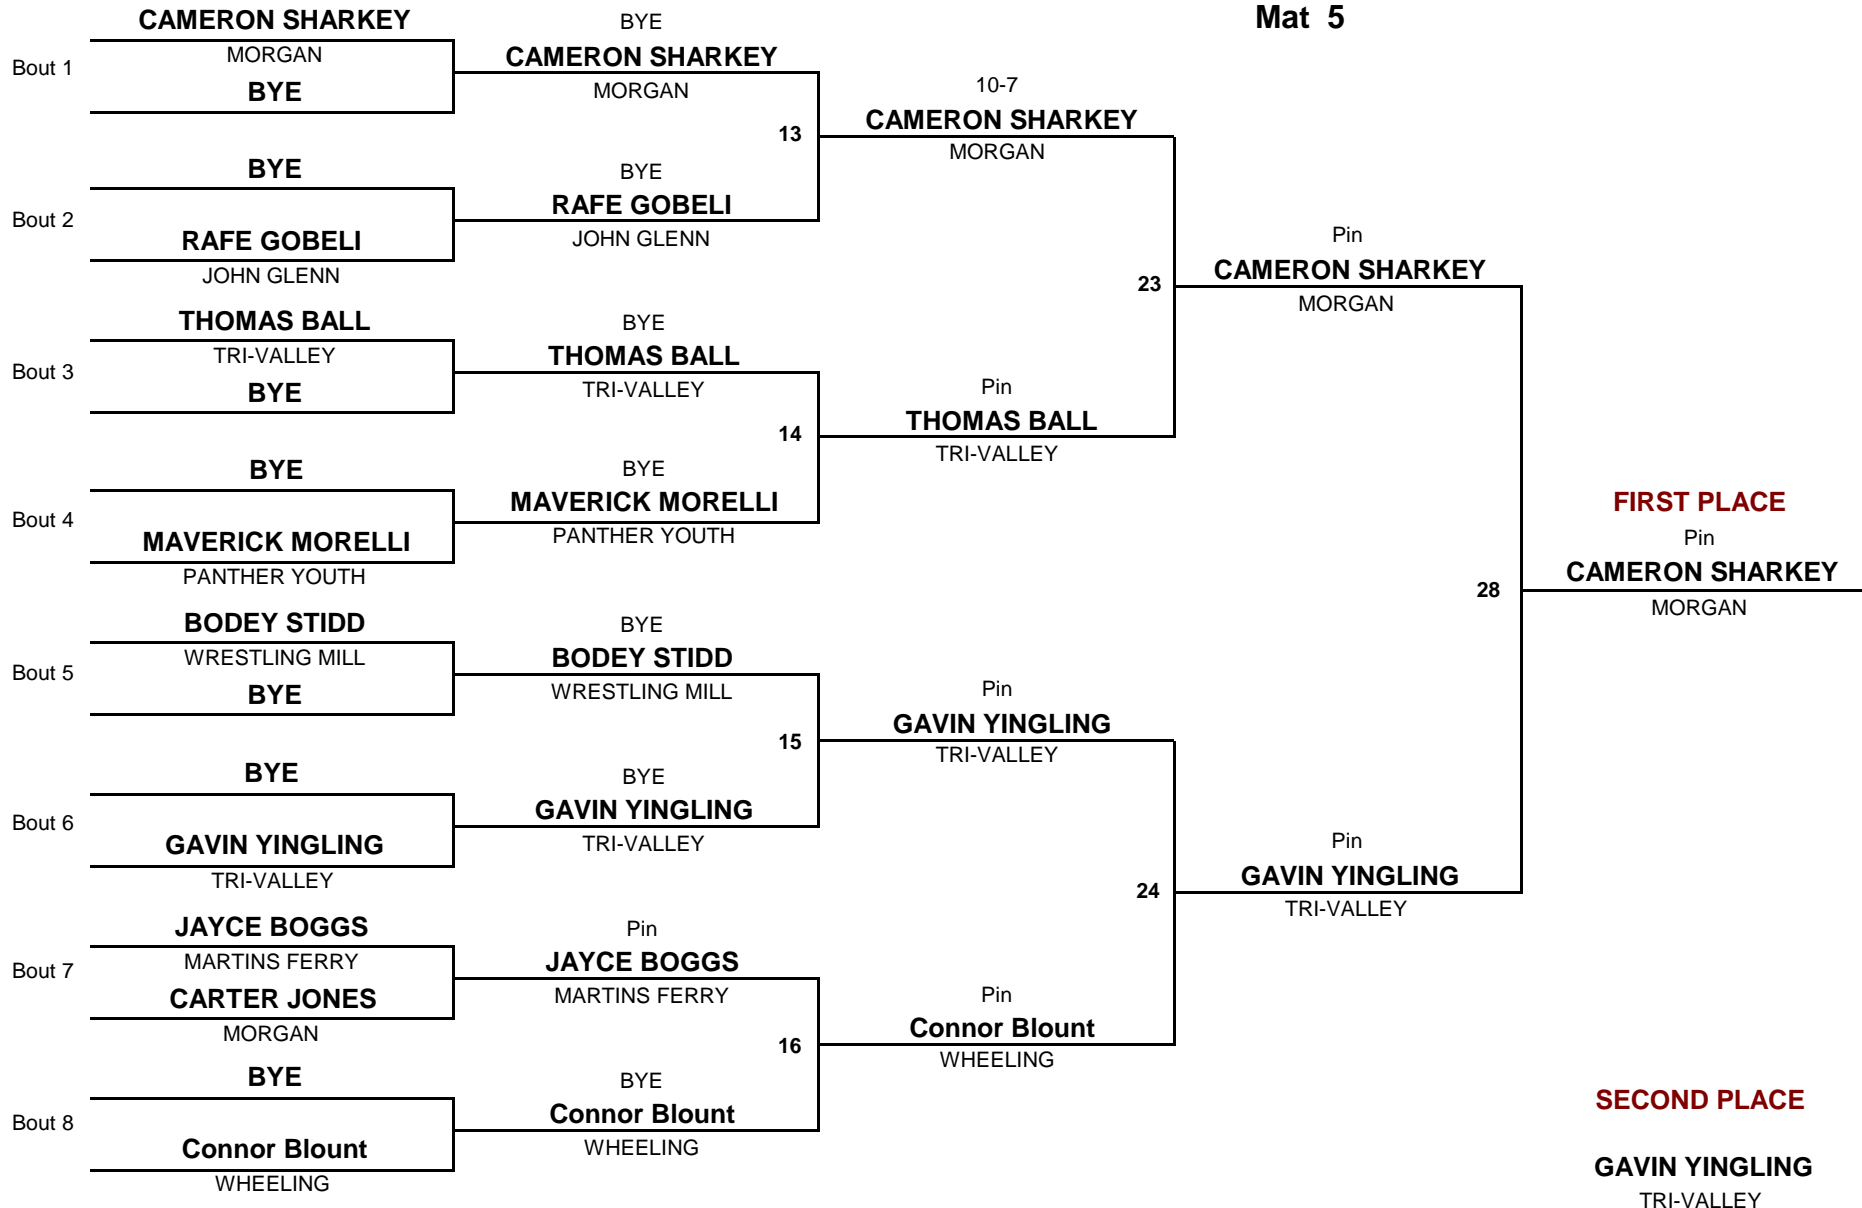 Mat 5
CAMERON SHARKEY
MORGAN
Bout 1
BYE
BYE
Bout 2
RAFE GOBELI
JOHN GLENN
THOMAS BALL
TRI-VALLEY
Bout 3
BYE
BYE
Bout 4
MAVERICK MORELLI
PANTHER YOUTH
BODEY STIDD
WRESTLING MILL
Bout 5
BYE
BYE
Bout 6
GAVIN YINGLING
TRI-VALLEY
JAYCE BOGGS
MARTINS FERRY
Bout 7
CARTER JONES
MORGAN
BYE
Bout 8
Connor Blount
WHEELING
BYE
CAMERON SHARKEY
MORGAN
13
BYE
RAFE GOBELI
JOHN GLENN
BYE
THOMAS BALL
TRI-VALLEY
14
BYE
MAVERICK MORELLI
PANTHER YOUTH
BYE
BODEY STIDD
WRESTLING MILL
15
BYE
GAVIN YINGLING
TRI-VALLEY
Pin
JAYCE BOGGS
MARTINS FERRY
16
BYE
Connor Blount
WHEELING
10-7
CAMERON SHARKEY
MORGAN
23
Pin
THOMAS BALL
TRI-VALLEY
Pin
GAVIN YINGLING
TRI-VALLEY
24
Pin
Connor Blount
WHEELING
Pin
CAMERON SHARKEY
MORGAN
28
Pin
GAVIN YINGLING
TRI-VALLEY
FIRST PLACE
Pin
CAMERON SHARKEY
MORGAN
SECOND PLACE
GAVIN YINGLING
TRI-VALLEY